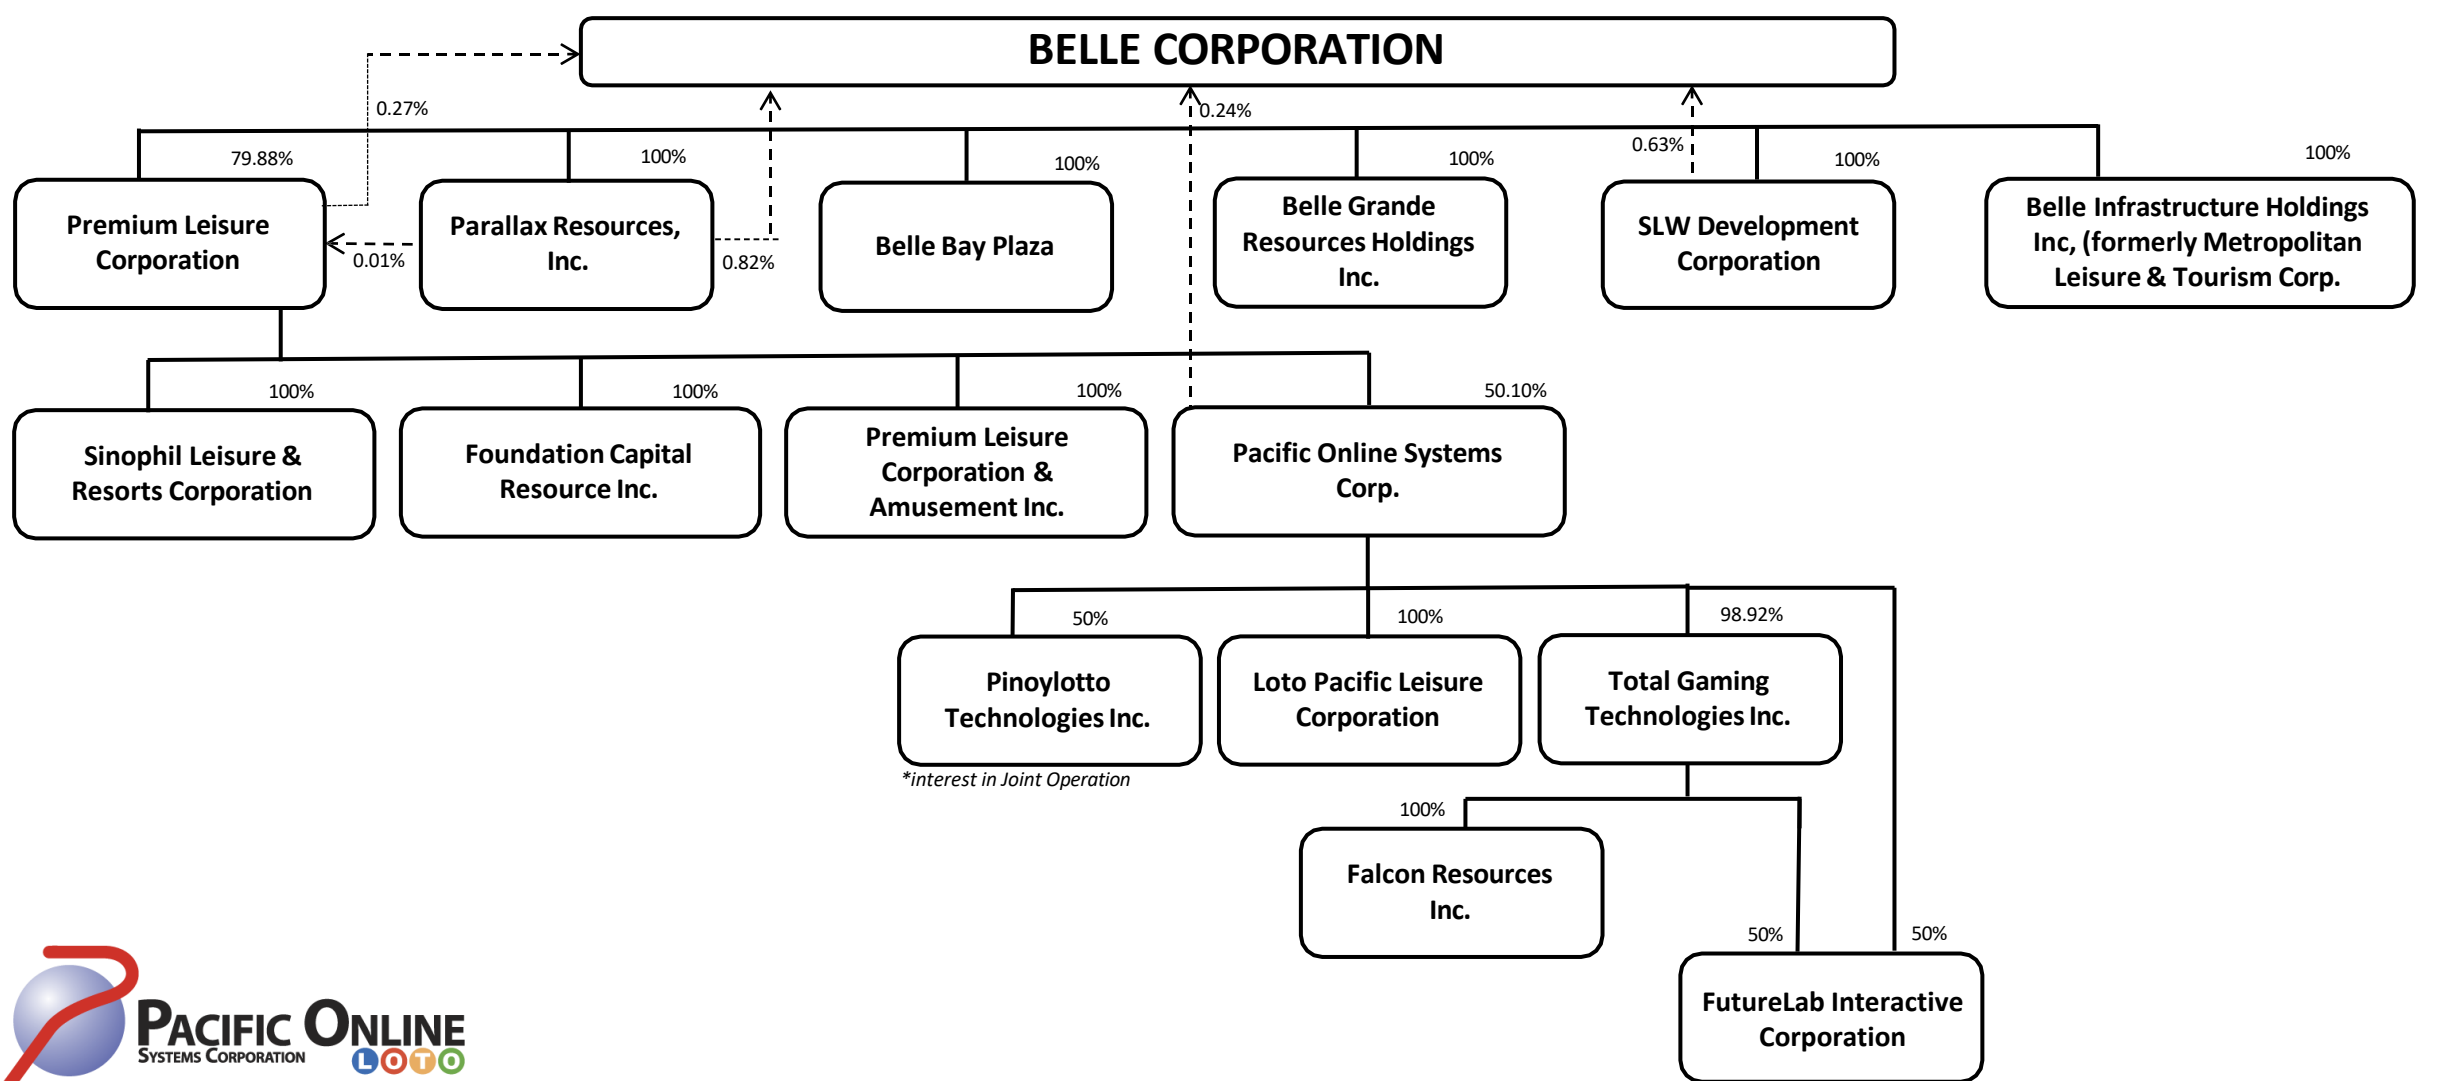 BELLE CORPORATION
0.27%
0.24%
79.88%
100%
100%
100%
0.63%
100%
100%
Premium Leisure
Corporation
0.01%
Parallax Resources,
Inc.
0.82%
Belle Bay Plaza
Belle Grande
Resources Holdings
Inc.
SLW Development
Corporation
Belle Infrastructure Holdings
Inc, (formerly Metropolitan
Leisure & Tourism Corp.
100%
100%
100%
50.10%
Sinophil Leisure &
Resorts Corporation
Foundation Capital
Resource Inc.
Premium Leisure
Corporation &
Amusement Inc.
Pacific Online Systems
Corp.
50%
100%
98.92%
Pinoylotto
Technologies Inc.
*interest in Joint Operation
Loto Pacific Leisure
Corporation
Total Gaming
Technologies Inc.
100%
Falcon Resources
Inc.
50%
50%
FutureLab Interactive
Corporation
PACIFIC ONLINE
SYSTEMS CORPORATION
LOTO